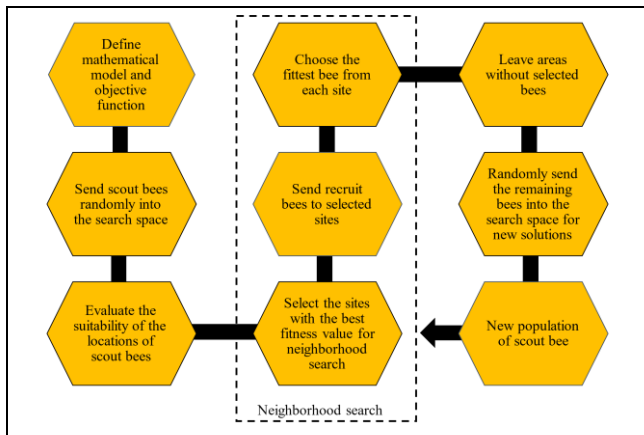 Define
mathematical
model and
objective
function
Send scout bees
randomly into
the search space
Evaluate the
suitability of the
locations of
scout bees
Select the sites
with the best
fitness value for
neighborhood
search
Send recruit
bees to selected
sites
Choose the
fittest bee from
each site
Leave areas
without selected
bees
Randomly send
the remaining
bees into the
search space for
new solutions
New population
of scout bee
Neighborhood search